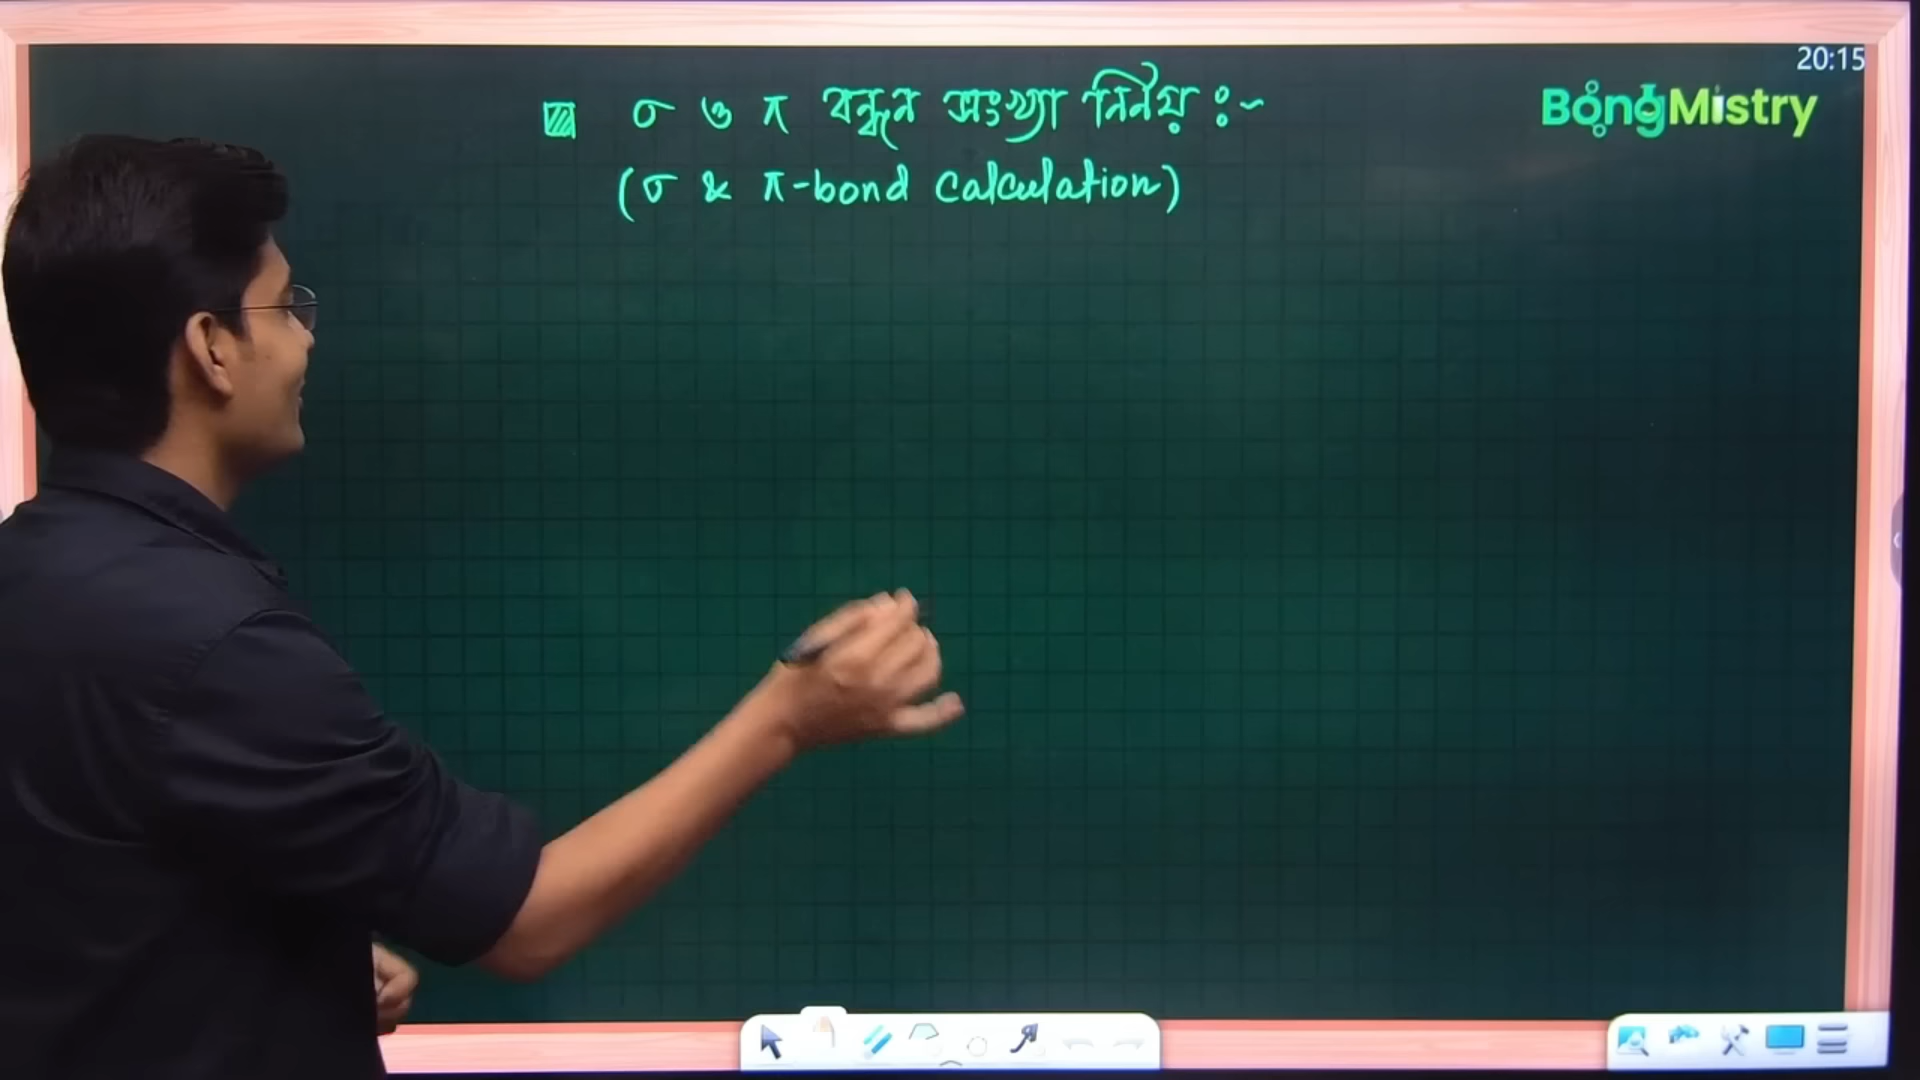 20:15
BongMistry
σ ও π বন্ধন সংখ্যা নির্ণয় :-
(σ & π-bond calculation)